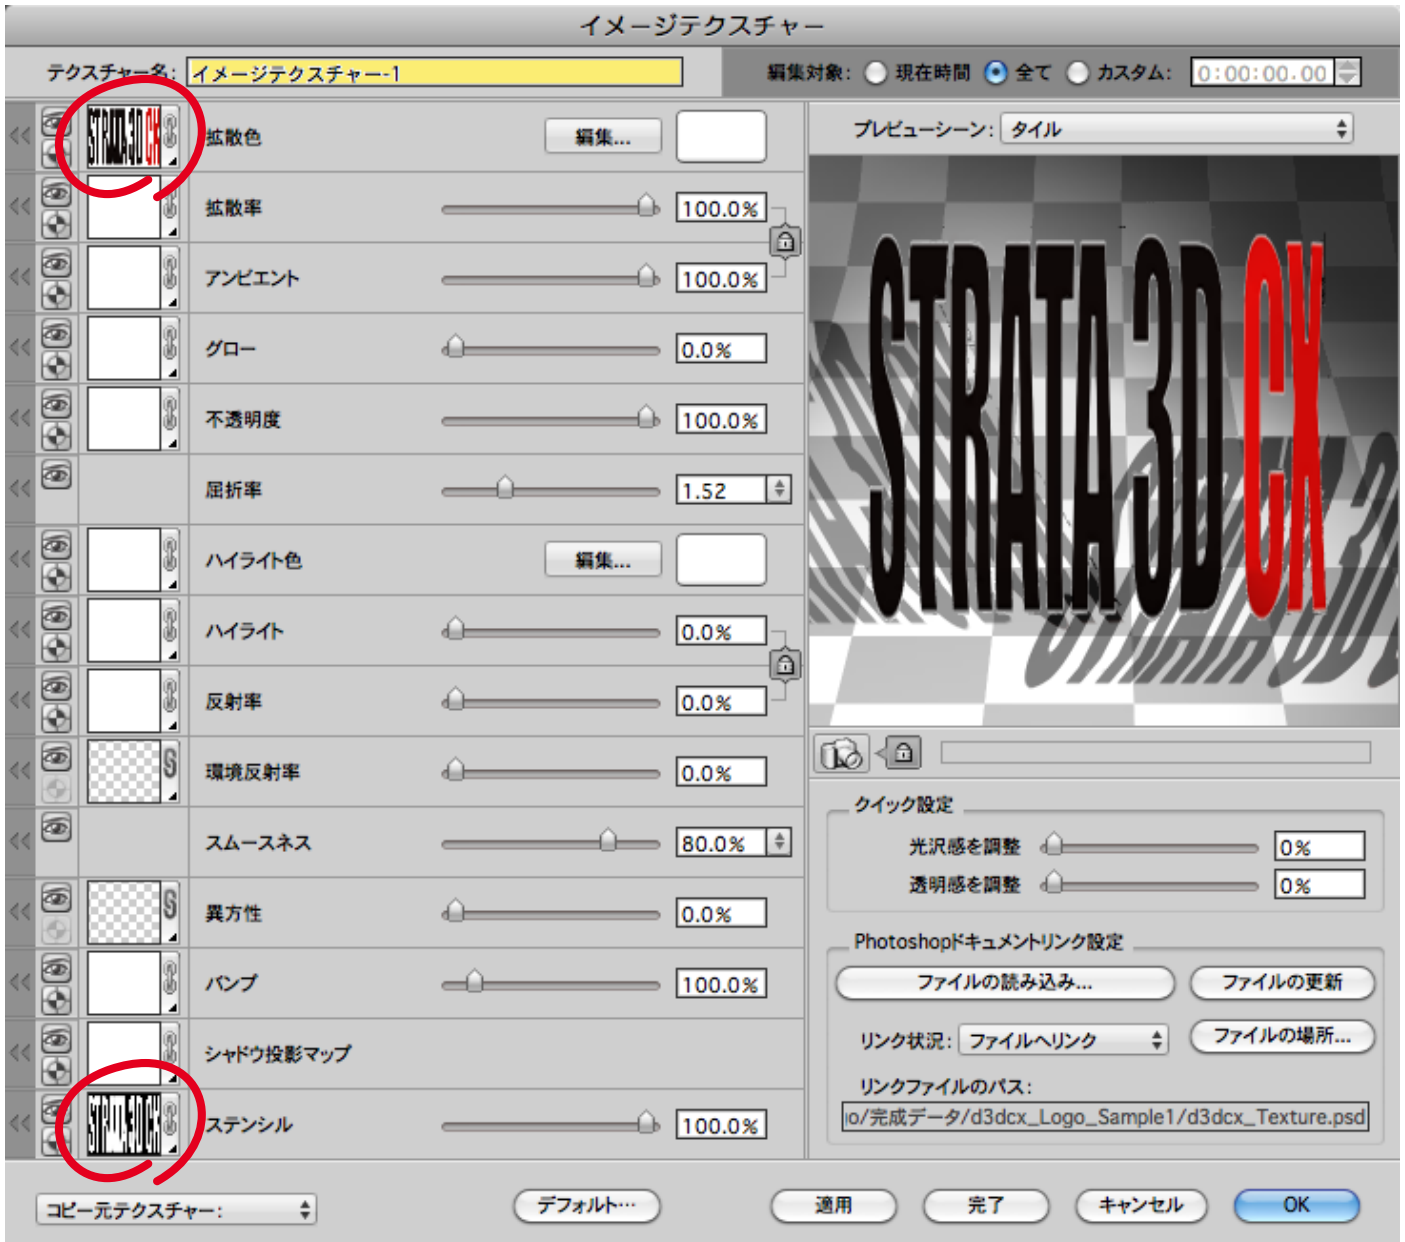 イメージテクスチャー
テクスチャー名: イメージテクスチャー-1
編集対象: 現在時間 全て カスタム: 0:00:00.00
STRATA 3D CX 拡散色 編集...
拡散率 100.0%
アンビエント 100.0%
グロー 0.0%
不透明度 100.0%
屈折率 1.52
ハイライト色 編集...
ハイライト 0.0%
反射率 0.0%
環境反射率 0.0%
スムースネス 80.0%
異方性 0.0%
バンプ 100.0%
シャドウ投影マップ
STRATA 3D CX ステンシル 100.0%
コピー元テクスチャー:
デフォルト…
プレビューシーン: タイル
STRATA 3D CX
クイック設定
光沢感を調整 0%
透明感を調整 0%
Photoshopドキュメントリンク設定
ファイルの読み込み... ファイルの更新
リンク状況: ファイルへリンク ファイルの場所...
リンクファイルのパス:
o/完成データ/d3dcx_Logo_Sample1/d3dcx_Texture.psd
適用 完了 キャンセル OK